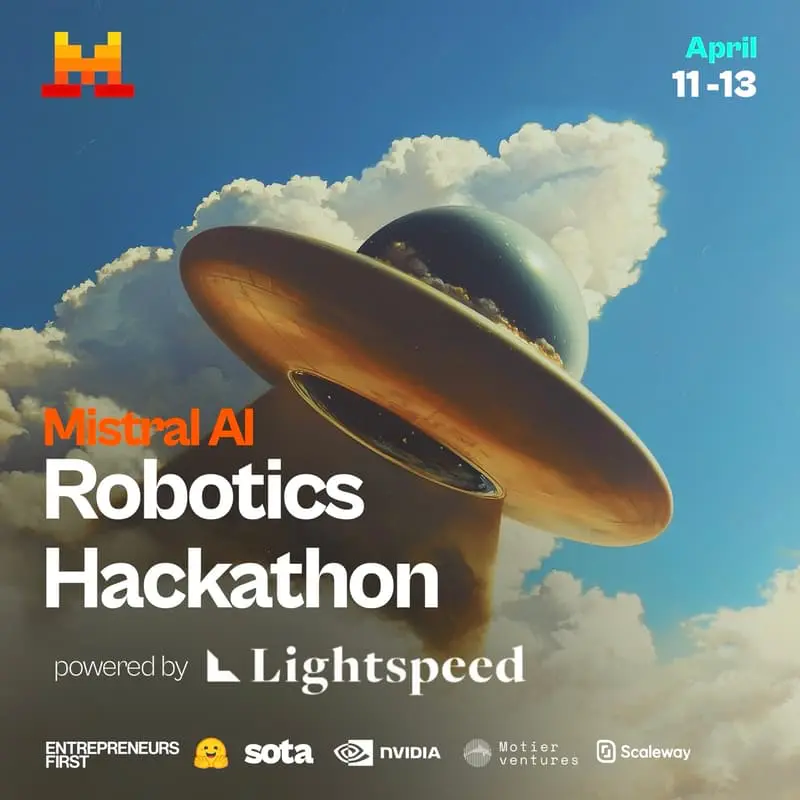 April
11-13
Mistral AI
Robotics
Hackathon
powered by Lightspeed
ENTREPRENEURS
FIRST
sota
NVIDIA
Motier
ventures
Scaleway